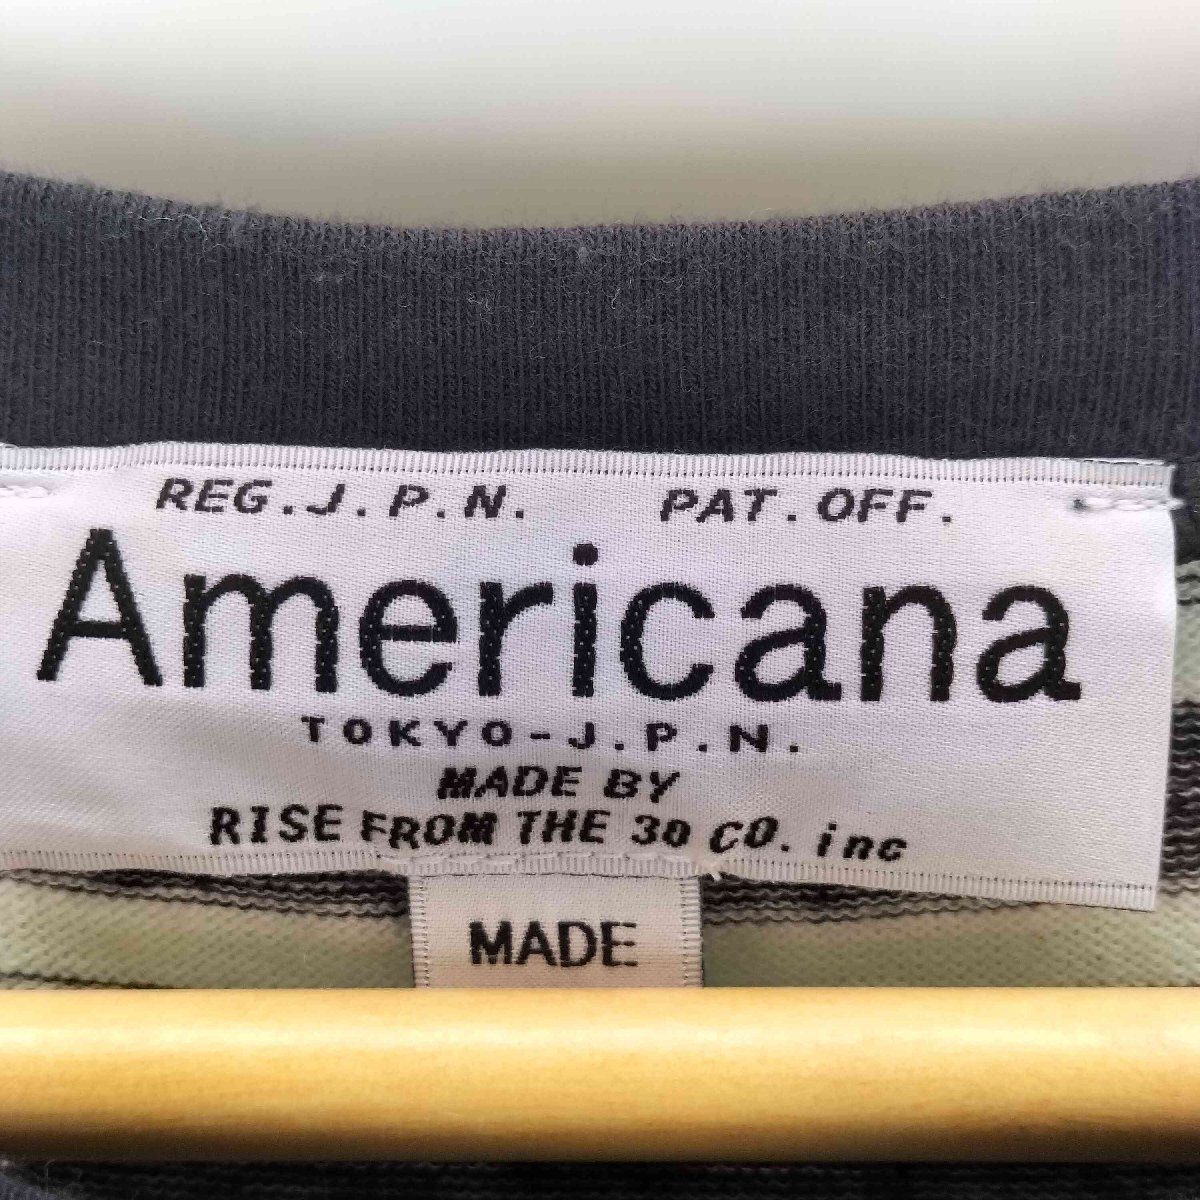 REG.J.P.N. PAT.OFF.
Americana
TOKYO-J.P.N.
MADE BY
RISE FROM THE 30 CO. inc
MADE